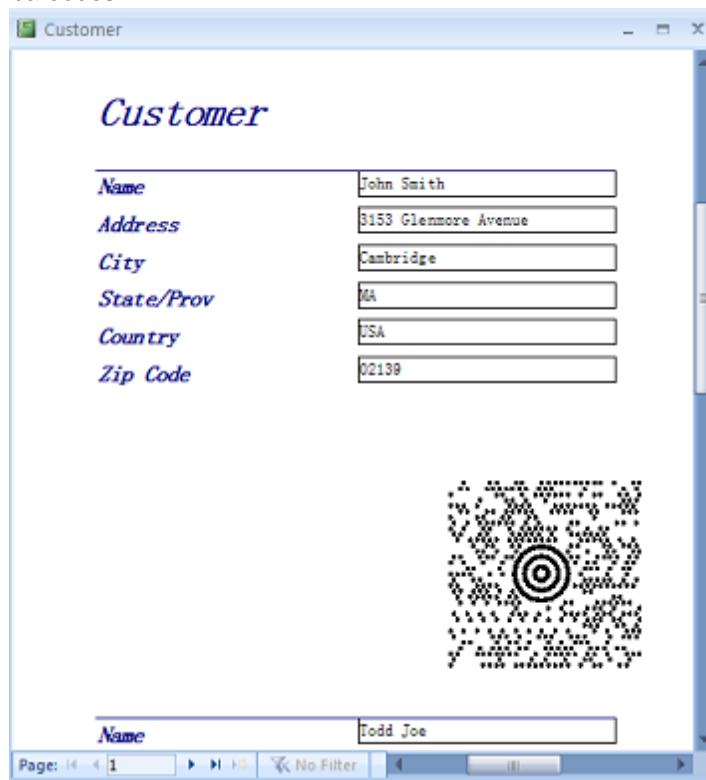 Customer
Customer
Name John Smith
Address 3153 Glenmore Avenue
City Cambridge
State/Prov MA
Country USA
Zip Code 02139
Name Todd Joe
Page: 1 No Filter